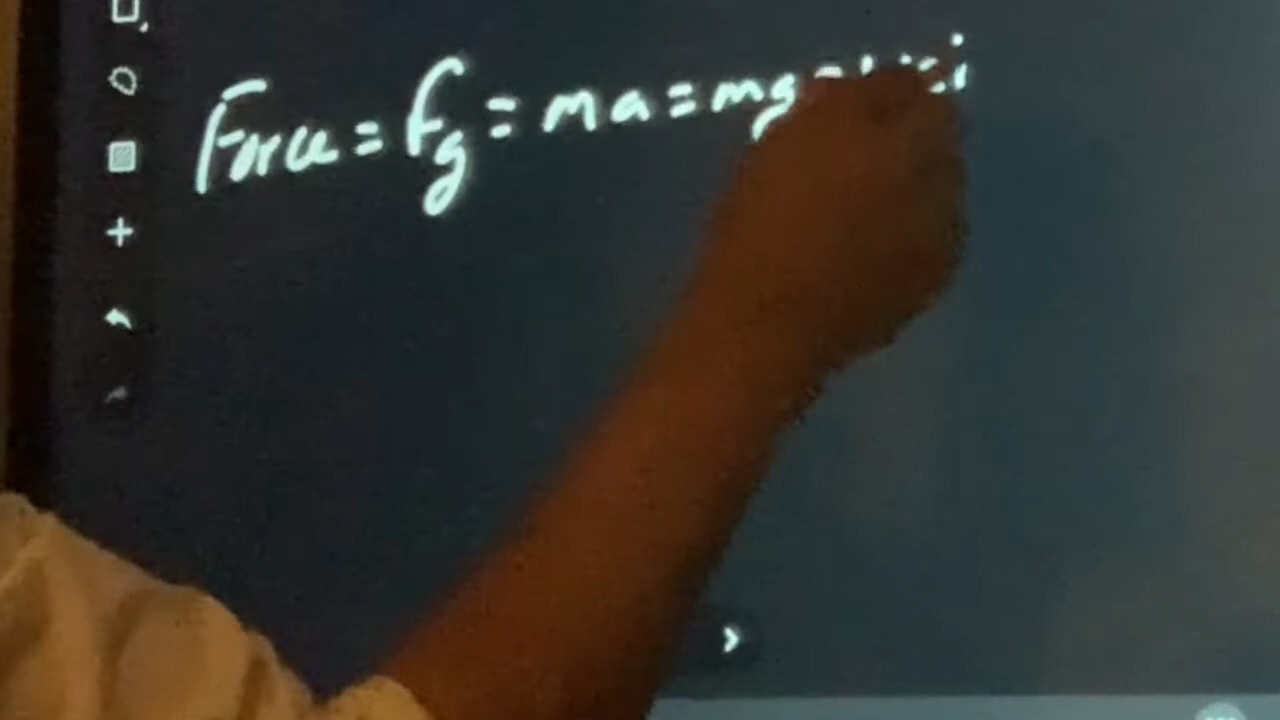 Force = Fg = ma = mg =